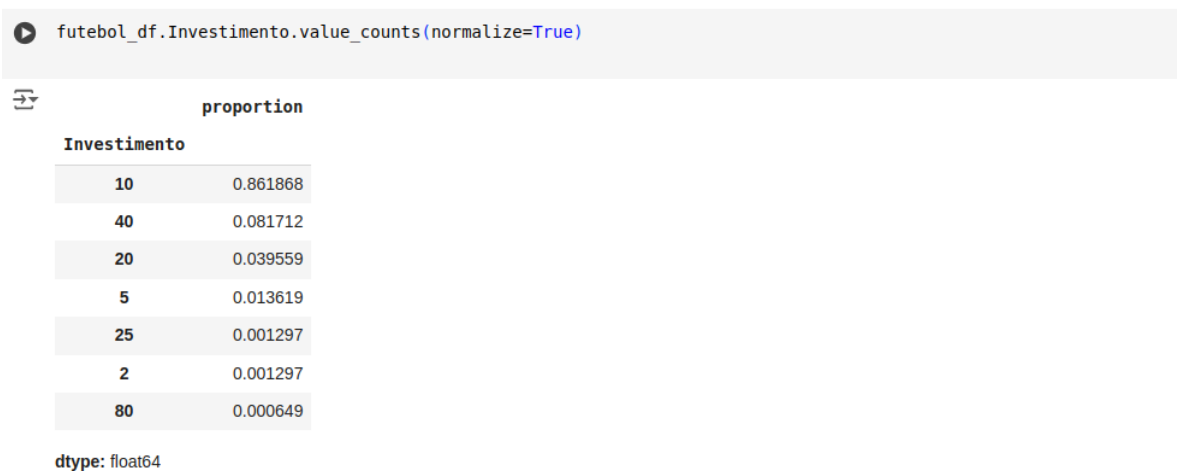 futebol_df.Investimento.value_counts(normalize=True)
proportion
Investimento
10 0.861868
40 0.081712
20 0.039559
5 0.013619
25 0.001297
2 0.001297
80 0.000649
dtype: float64